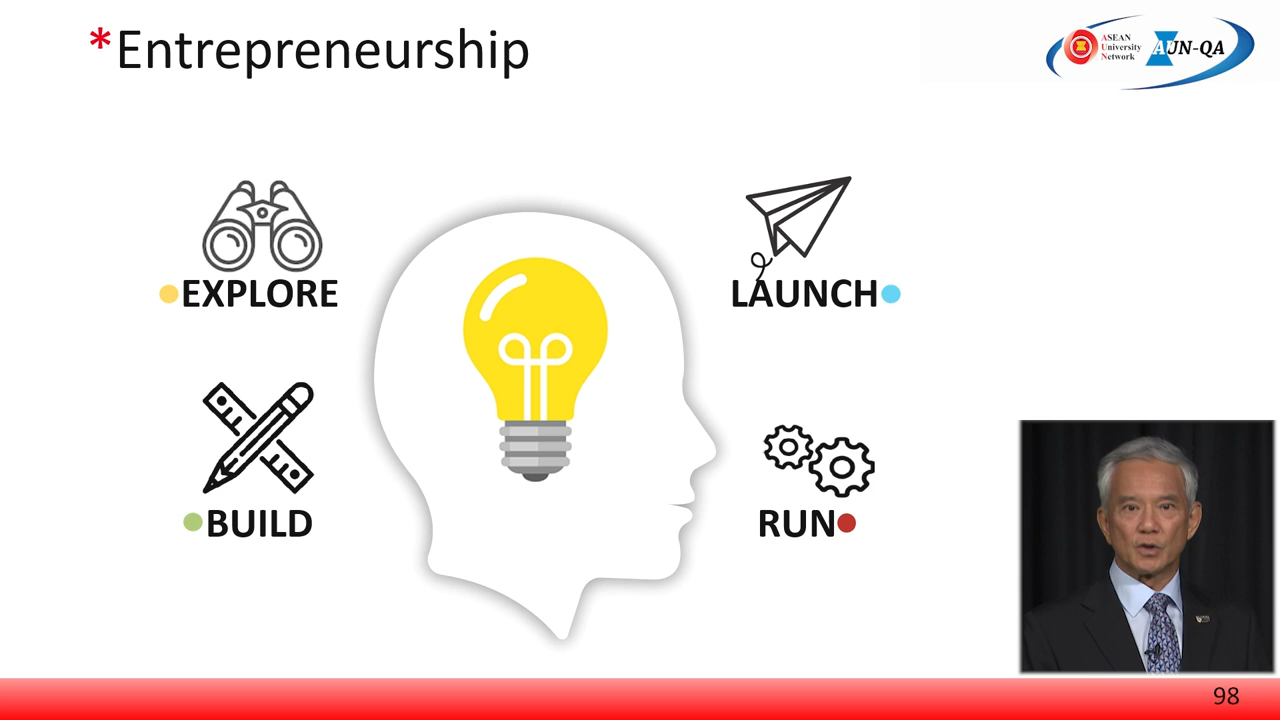 *Entrepreneurship
ASEAN
University
Network
AUN-QA
EXPLORE
LAUNCH
BUILD
RUN
98